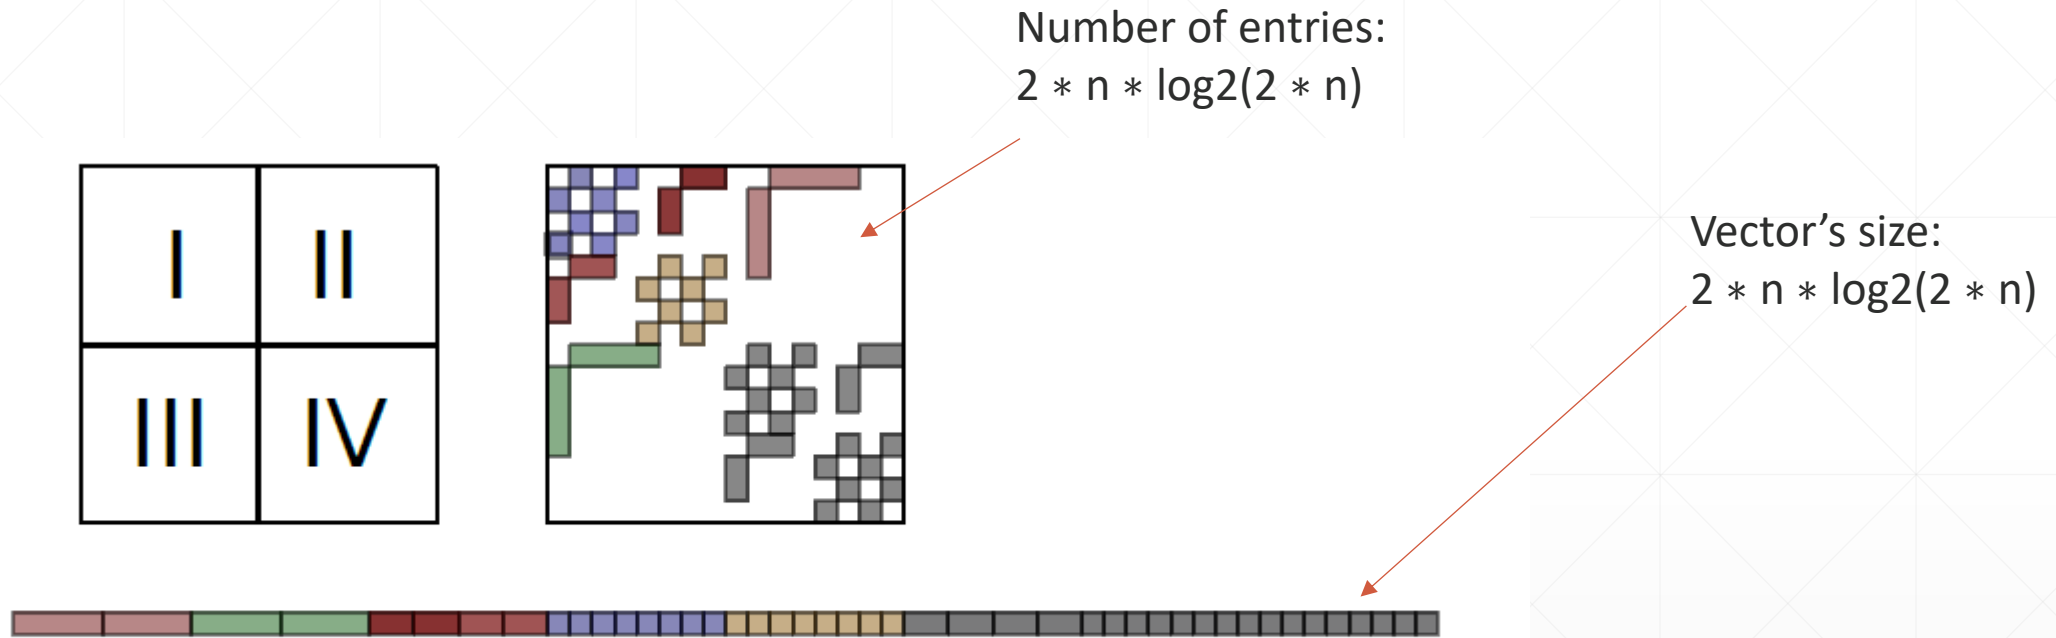 Number of entries:
2 ∗ n ∗ log2(2 ∗ n)
I II
III IV
Vector’s size:
2 ∗ n ∗ log2(2 ∗ n)